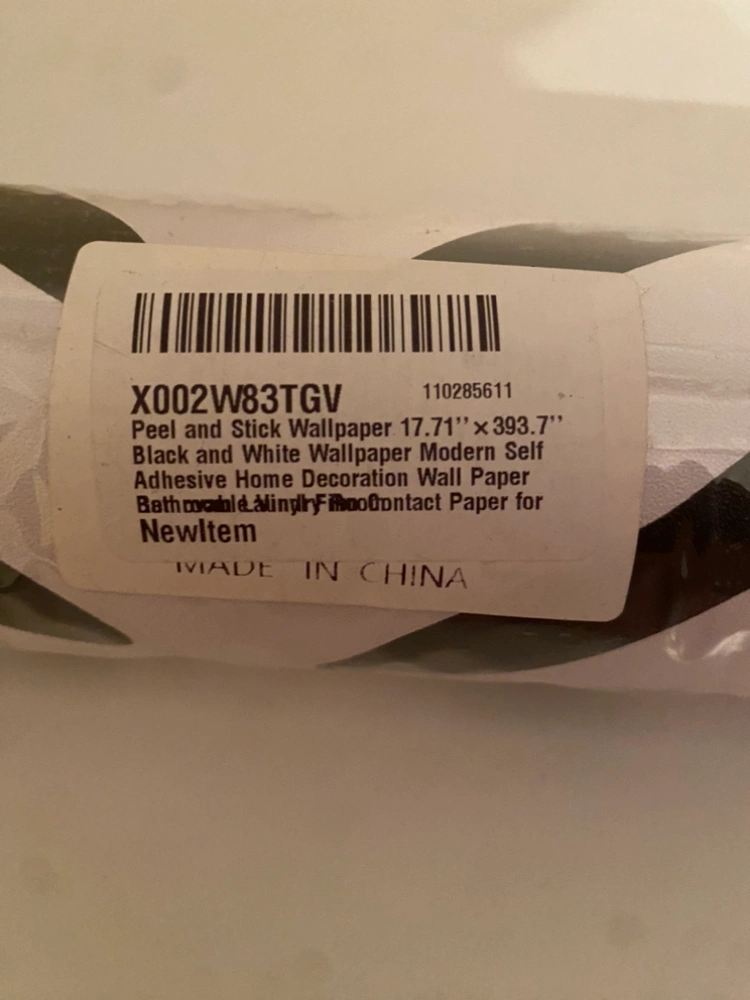 X002W83TGV 110285611
Peel and Stick Wallpaper 17.71''×393.7''
Black and White Wallpaper Modern Self
Adhesive Home Decoration Wall Paper
Contact Paper for
NewItem
MADE IN CHINA